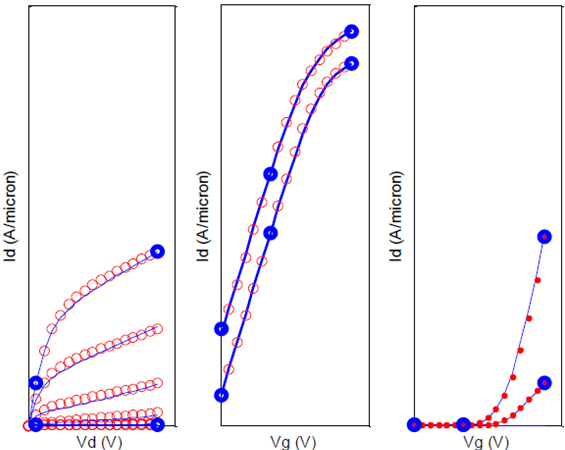 Id (A/micron)
Vd (V)
Id (A/micron)
Vg (V)
Id (A/micron)
Vg (V)